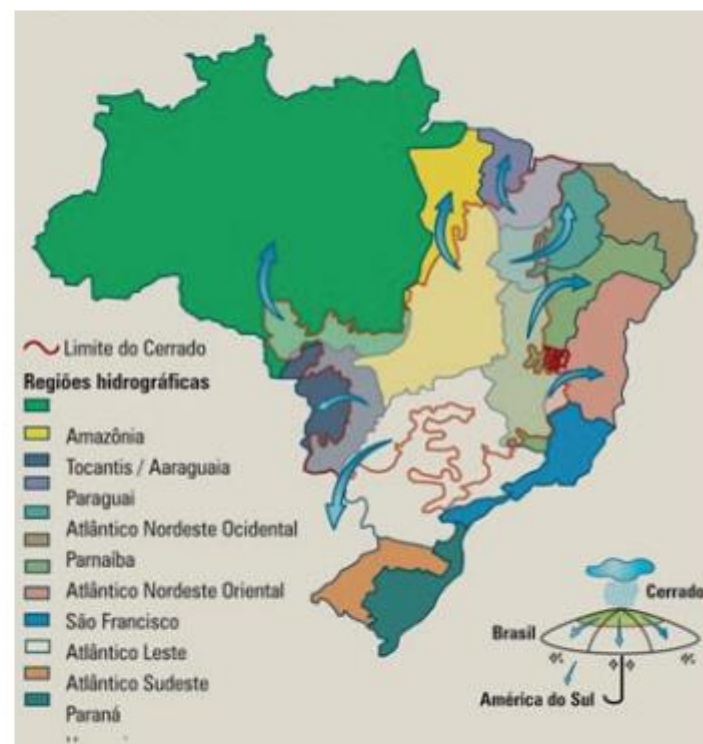 Limite do Cerrado
Regiões hidrográficas
Amazônia
Tocantis / Aaraguaia
Paraguai
Atlântico Nordeste Ocidental
Parnaíba
Atlântico Nordeste Oriental
São Francisco
Atlântico Leste
Atlântico Sudeste
Paraná
Cerrado
Brasil
América do Sul